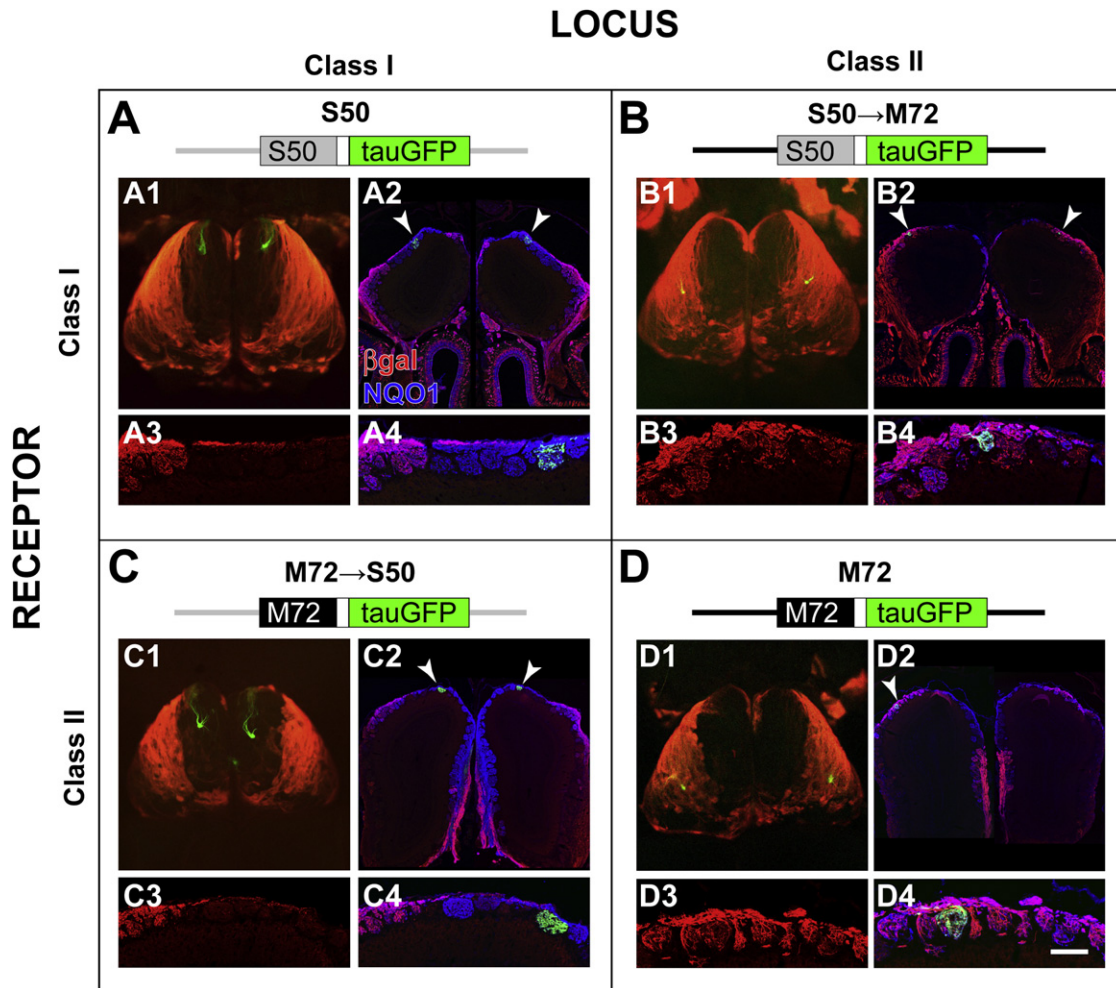 LOCUS
Class I
Class II
RECEPTOR
Class I
Class II
A
S50
S50 tauGFP
A1
A2
βgal
NQO1
A3
A4
B
S50→M72
S50 tauGFP
B1
B2
B3
B4
C
M72→S50
M72 tauGFP
C1
C2
C3
C4
D
M72
M72 tauGFP
D1
D2
D3
D4